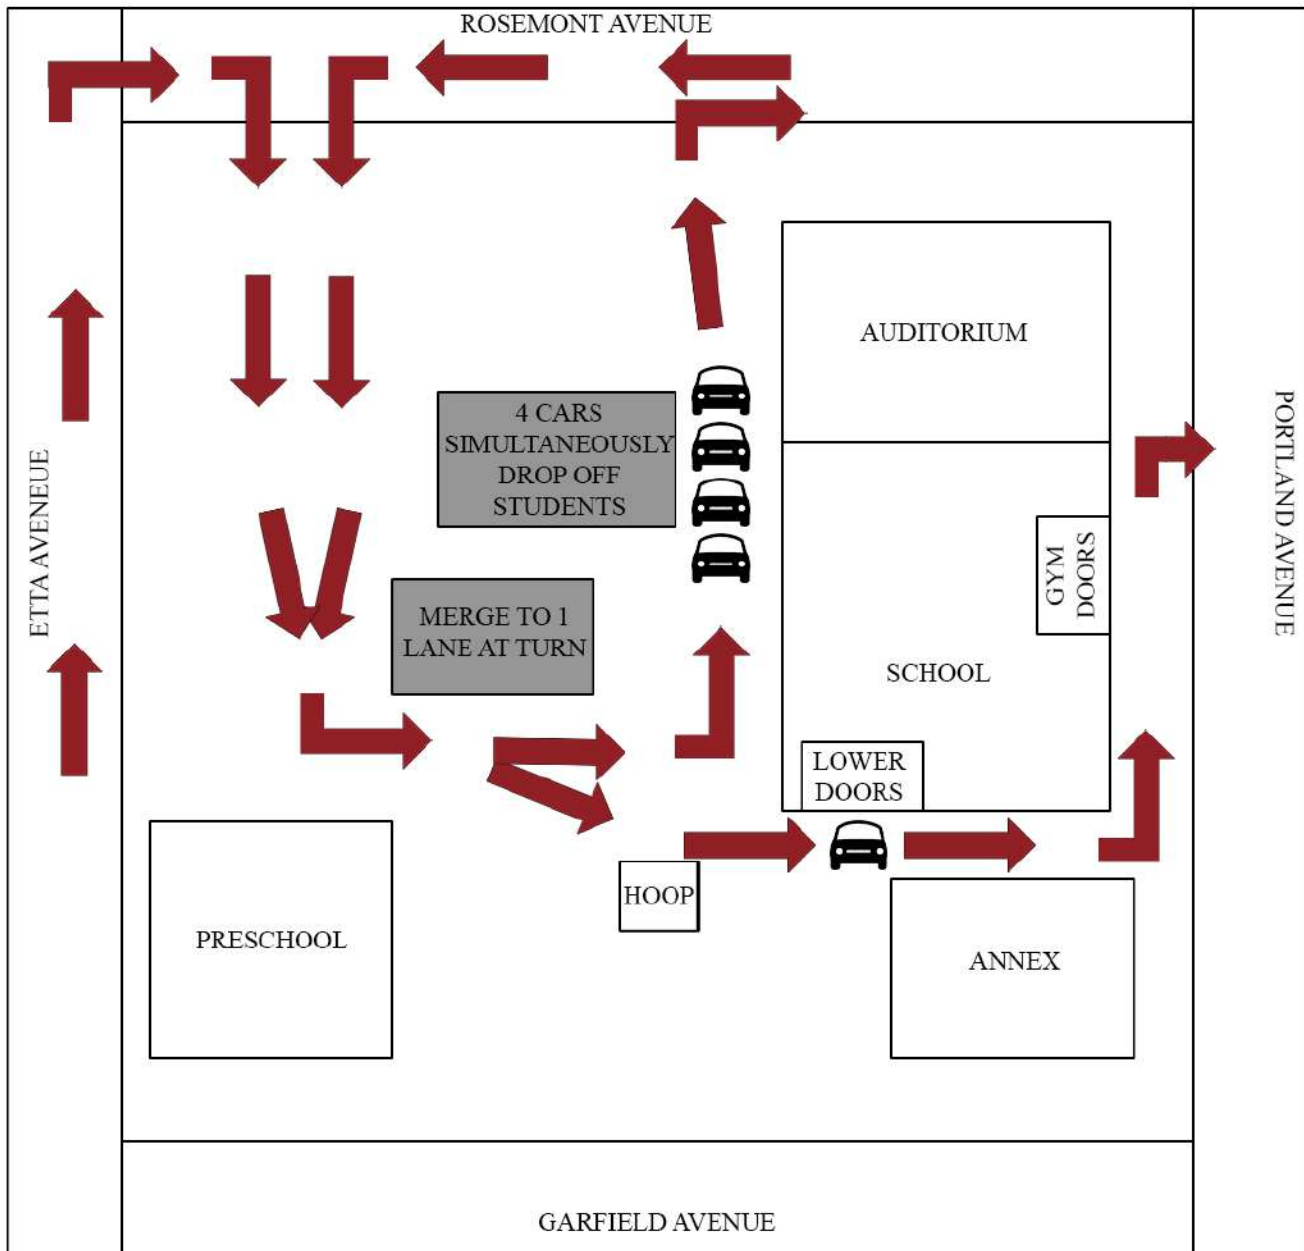 ROSEMONT AVENUE
AUDITORIUM
4 CARS
SIMULTANEOUSLY
DROP OFF
STUDENTS
PORTLAND AVENUE
ETTA AVENEUE
GYM
DOORS
MERGE TO 1
LANE AT TURN
SCHOOL
LOWER
DOORS
HOOP
PRESCHOOL
ANNEX
GARFIELD AVENUE